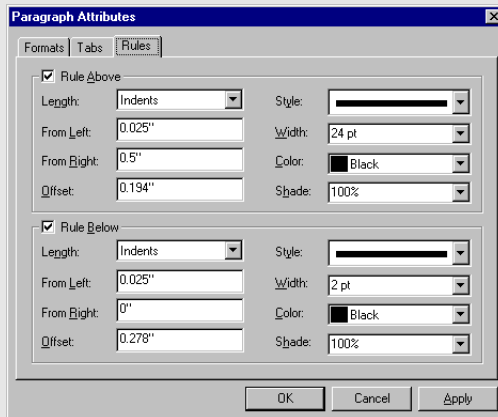 Paragraph Attributes
Formats Tabs Rules
Rule Above
Length: Indents Style:
From Left: 0.025" Width: 24 pt
From Right: 0.5" Color: Black
Offset: 0.194" Shade: 100%
Rule Below
Length: Indents Style:
From Left: 0.025" Width: 2 pt
From Right: 0" Color: Black
Offset: 0.278" Shade: 100%
OK Cancel Apply